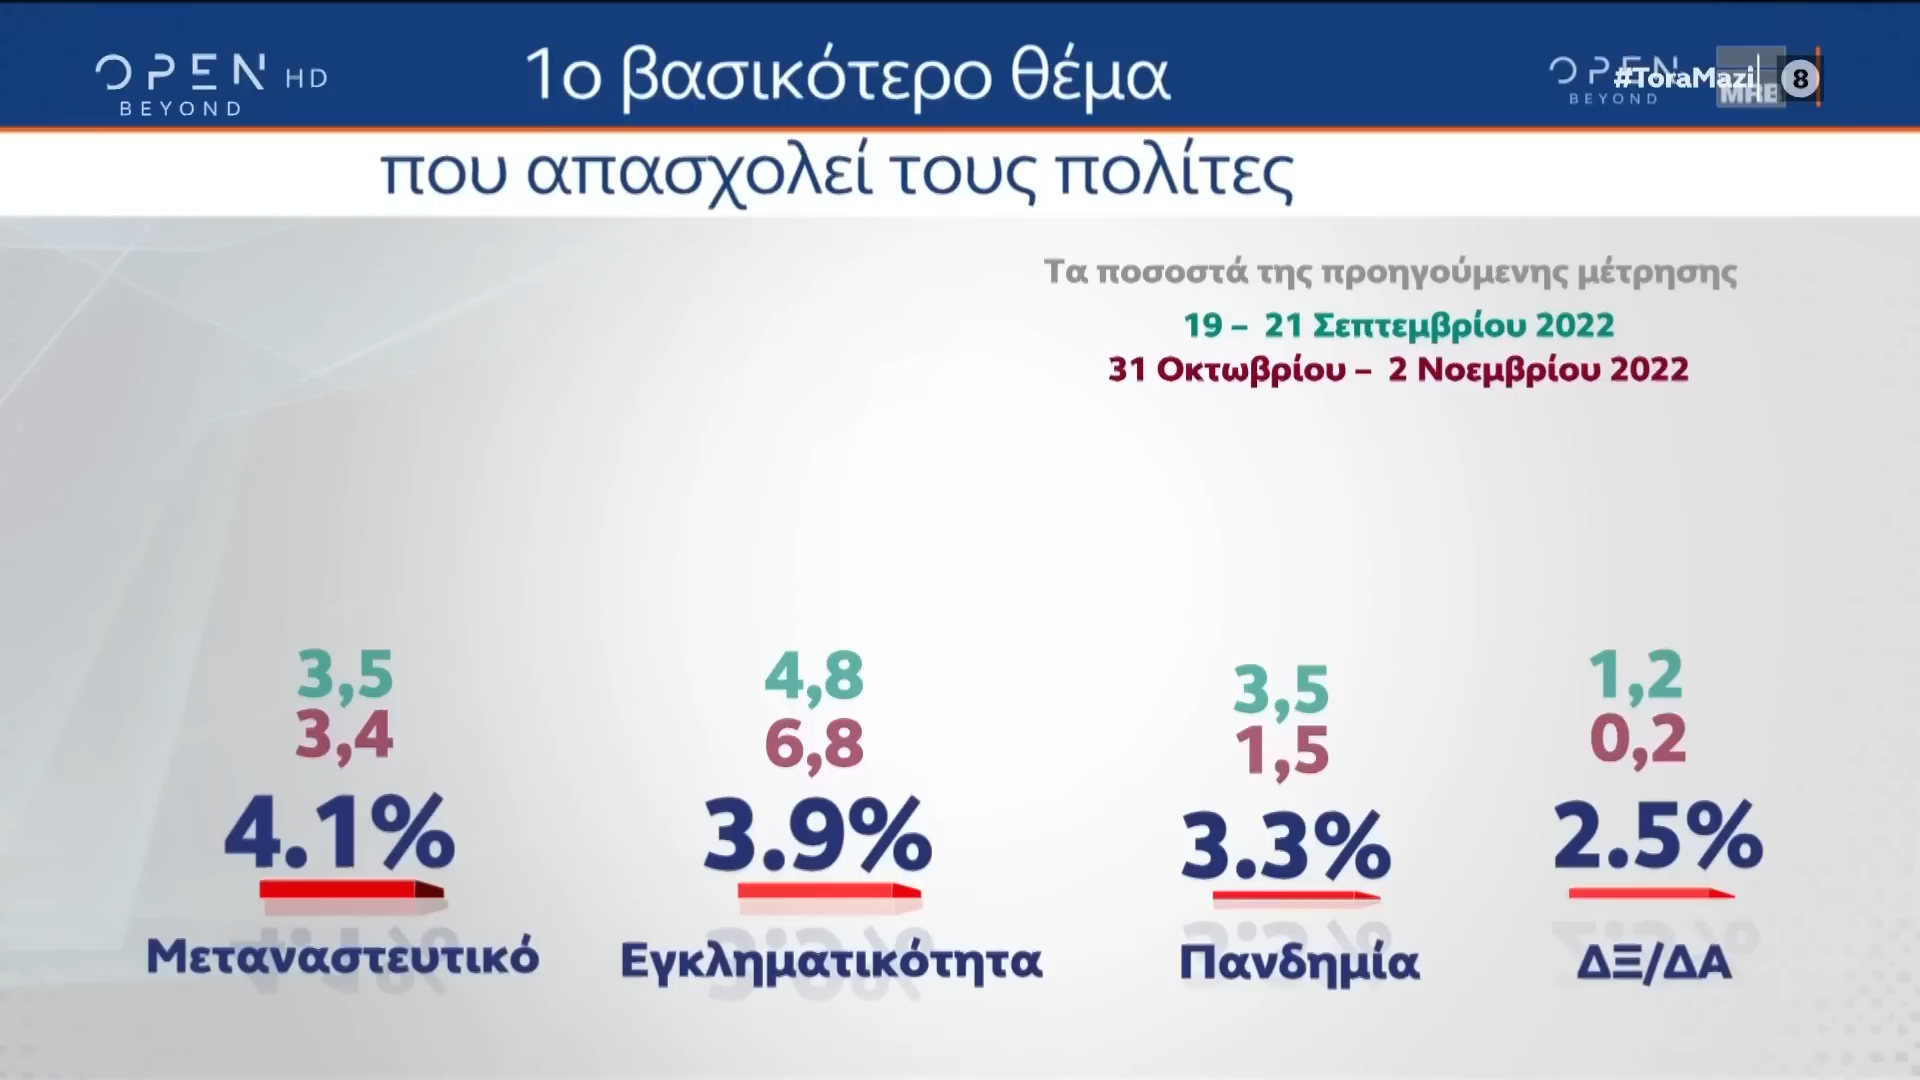 OPEN HD
BEYOND
1ο βασικότερο θέμα
OPEN
BEYOND
#ToraMazi
MRB
8
που απασχολεί τους πολίτες
Τα ποσοστά της προηγούμενης μέτρησης
19 – 21 Σεπτεμβρίου 2022
31 Οκτωβρίου – 2 Νοεμβρίου 2022
3,5
3,4
4.1%
Μεταναστευτικό
4,8
6,8
3.9%
Εγκληματικότητα
3,5
1,5
3.3%
Πανδημία
1,2
0,2
2.5%
ΔΞ/ΔΑ